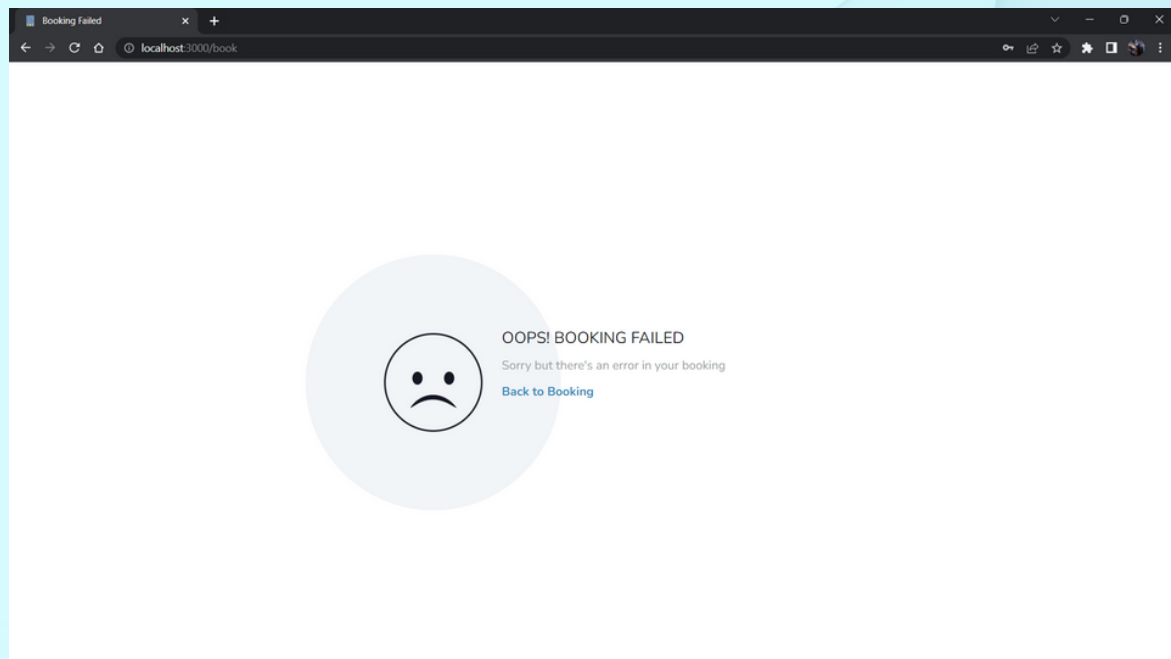 Booking Failed
localhost:3000/book
OOPS! BOOKING FAILED
Sorry but there's an error in your booking
Back to Booking